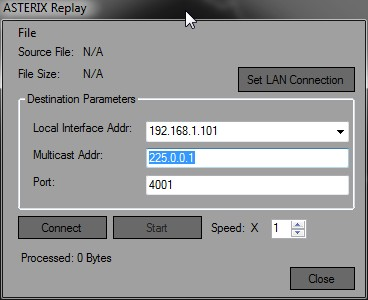 ASTERIX Replay
File
Source File: N/A
File Size: N/A
Set LAN Connection
Destination Parameters
Local Interface Addr: 192.168.1.101
Multicast Addr: 225.0.0.1
Port: 4001
Connect Start Speed: X 1
Processed: 0 Bytes
Close